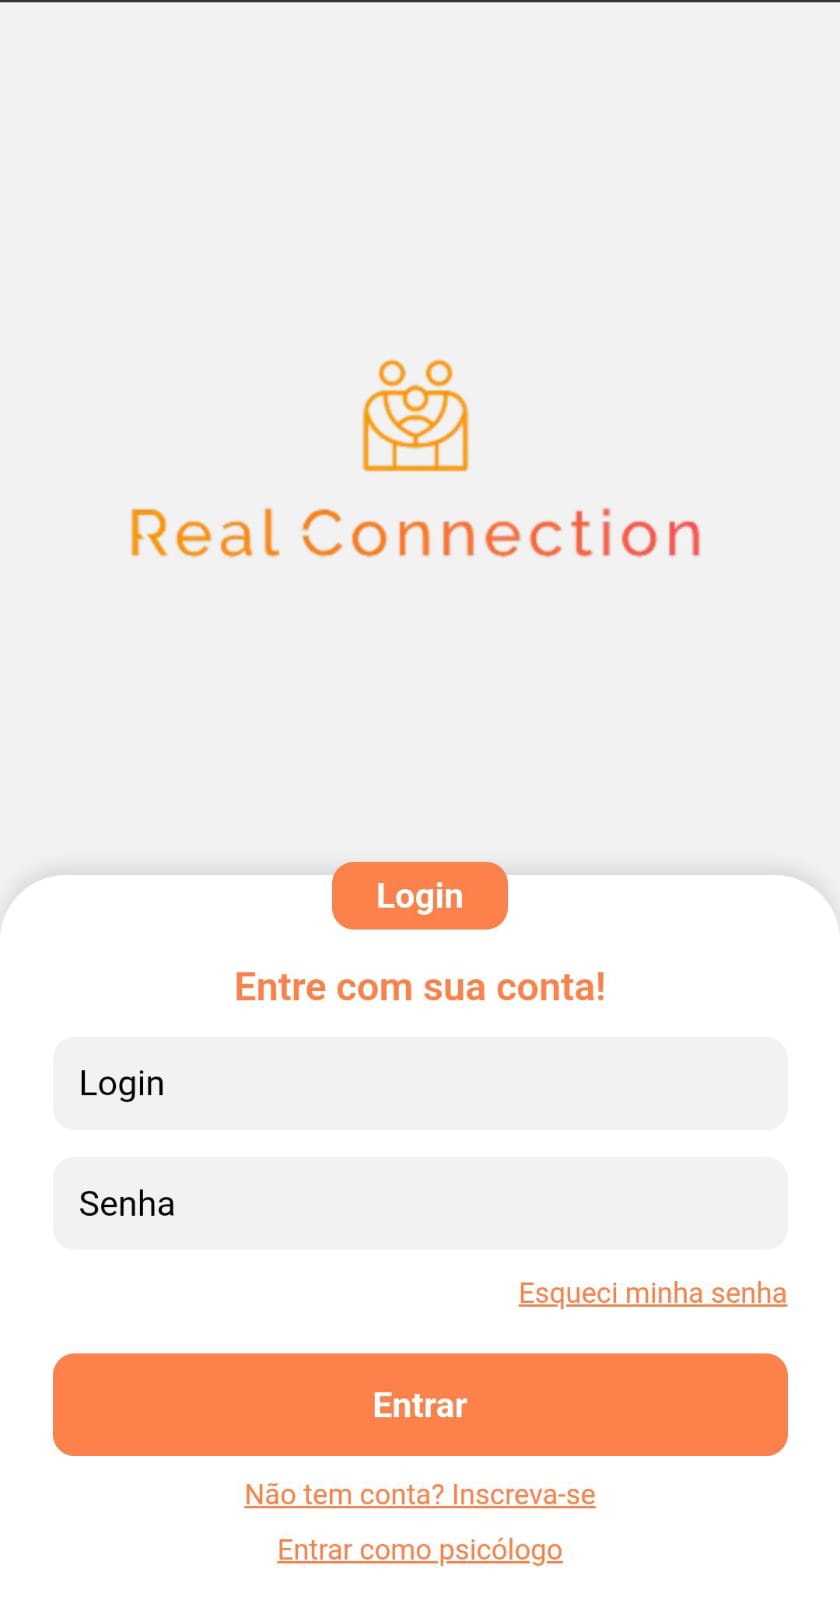 Real Connection
Login
Entre com sua conta!
Login
Senha
Esqueci minha senha
Entrar
Não tem conta? Inscreva-se
Entrar como psicólogo